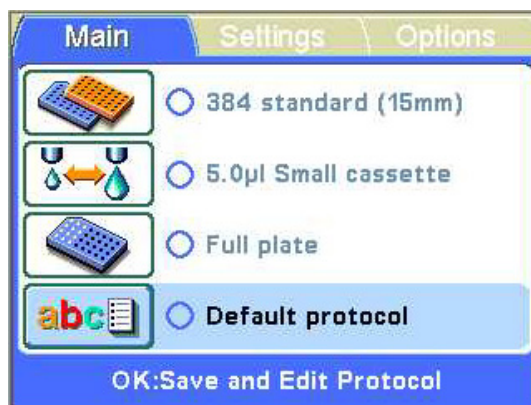 Main Settings Options
384 standard (15mm)
5.0µl Small cassette
Full plate
abc Default protocol
OK:Save and Edit Protocol